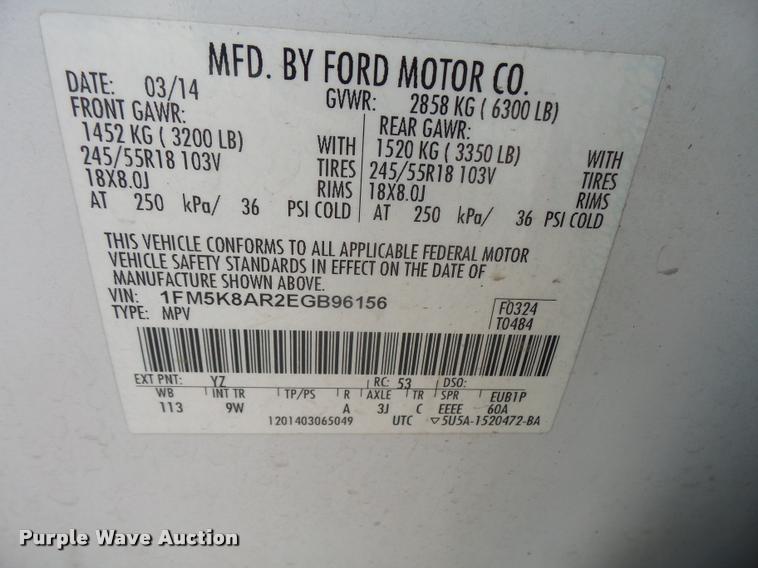 MFD. BY FORD MOTOR CO.
DATE: 03/14 GVWR: 2858 KG ( 6300 LB)
FRONT GAWR: REAR GAWR:
1452 KG ( 3200 LB) WITH 1520 KG ( 3350 LB) WITH
245/55R18 103V TIRES 245/55R18 103V TIRES
18X8.0J RIMS 18X8.0J RIMS
AT 250 kPa/ 36 PSI COLD AT 250 kPa/ 36 PSI COLD
THIS VEHICLE CONFORMS TO ALL APPLICABLE FEDERAL MOTOR
VEHICLE SAFETY STANDARDS IN EFFECT ON THE DATE OF
MANUFACTURE SHOWN ABOVE.
VIN: 1FM5K8AR2EGB96156 F0324
TYPE: MPV T0484
EXT PNT: YZ RC: 53 DSO:
WB INT TR TP/PS R AXLE TR SPR EUB1P
113 9W A 3J C EEEE 60A
1201403065049 UTC ▽5U5A-1520472-BA
Purple Wave Auction